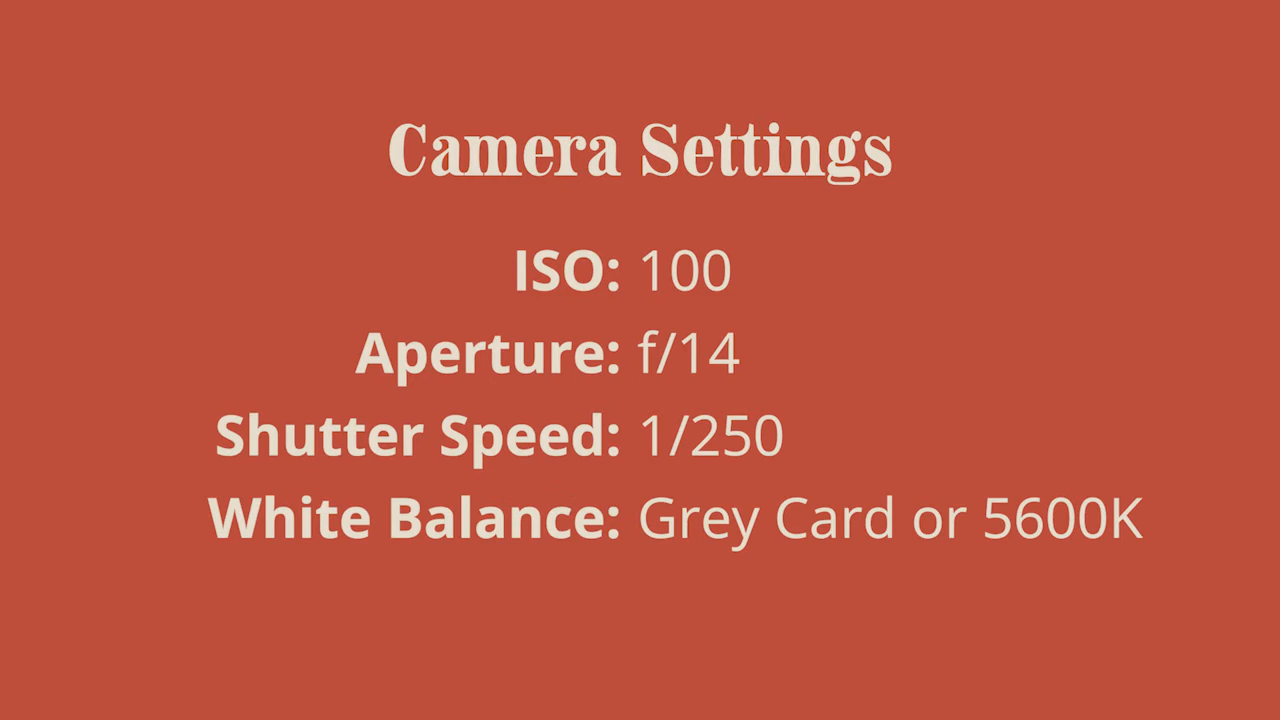 Camera Settings
ISO: 100
Aperture: f/14
Shutter Speed: 1/250
White Balance: Grey Card or 5600K